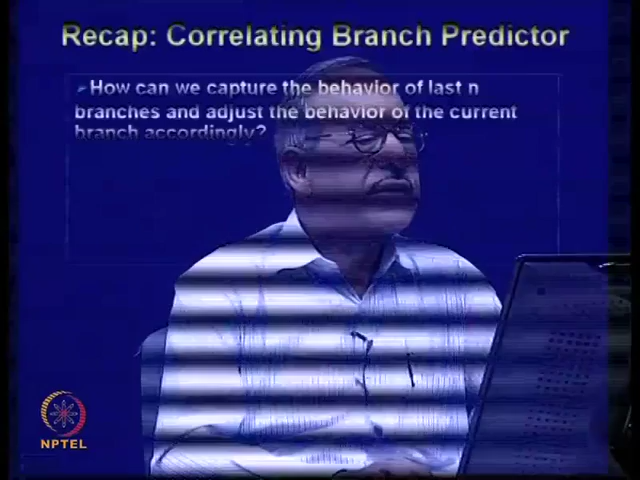 Recap: Correlating Branch Predictor
How can we capture the behavior of last n
branches and adjust the behavior of the current
branch accordingly?
NPTEL